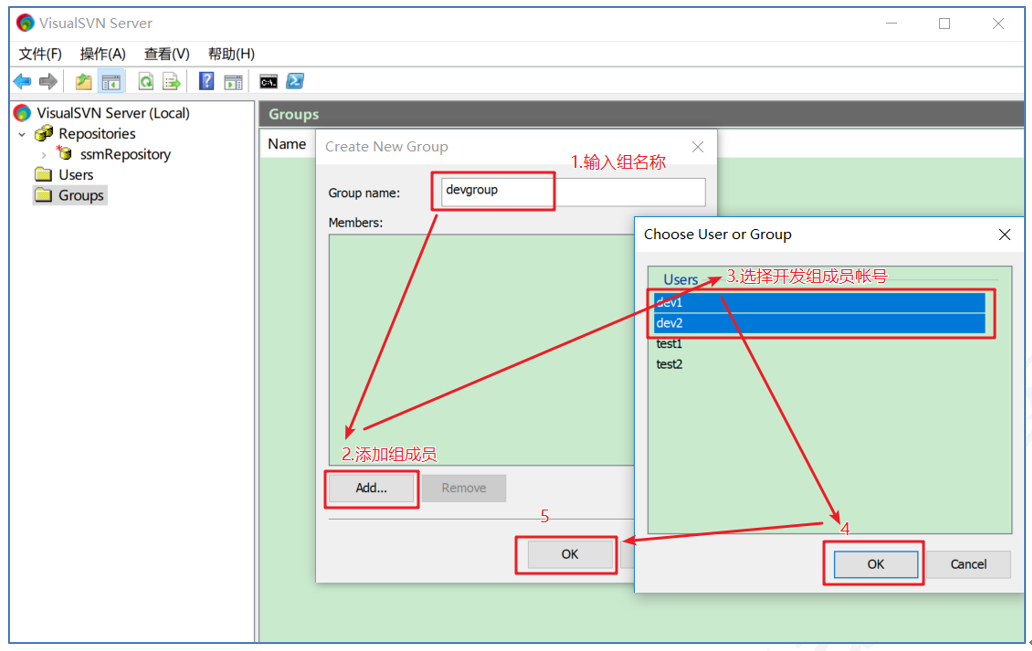 VisualSVN Server
文件(F) 操作(A) 查看(V) 帮助(H)
VisualSVN Server (Local)
Repositories
ssmRepository
Users
Groups
Groups
Name
Create New Group
1.输入组名称
Group name:
devgroup
Members:
2.添加组成员
Add...
Remove
5
OK
Choose User or Group
Users
3.选择开发组成员帐号
dev1
dev2
test1
test2
4
OK
Cancel